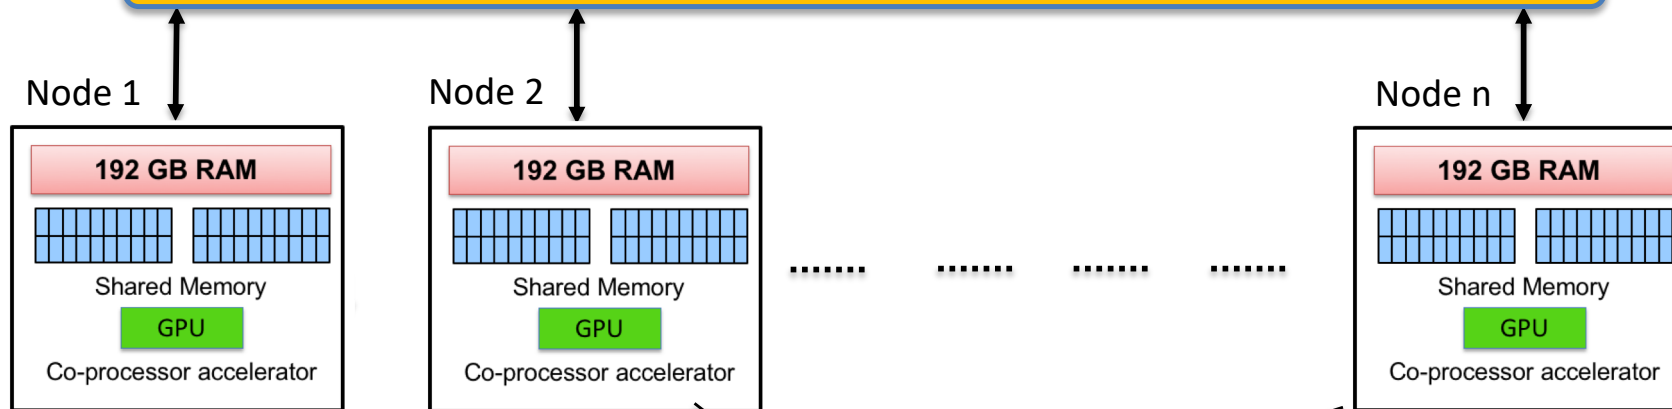 Node 1
Node 2
Node n
192 GB RAM
192 GB RAM
192 GB RAM
Shared Memory
Shared Memory
Shared Memory
GPU
GPU
GPU
Co-processor accelerator
Co-processor accelerator
Co-processor accelerator